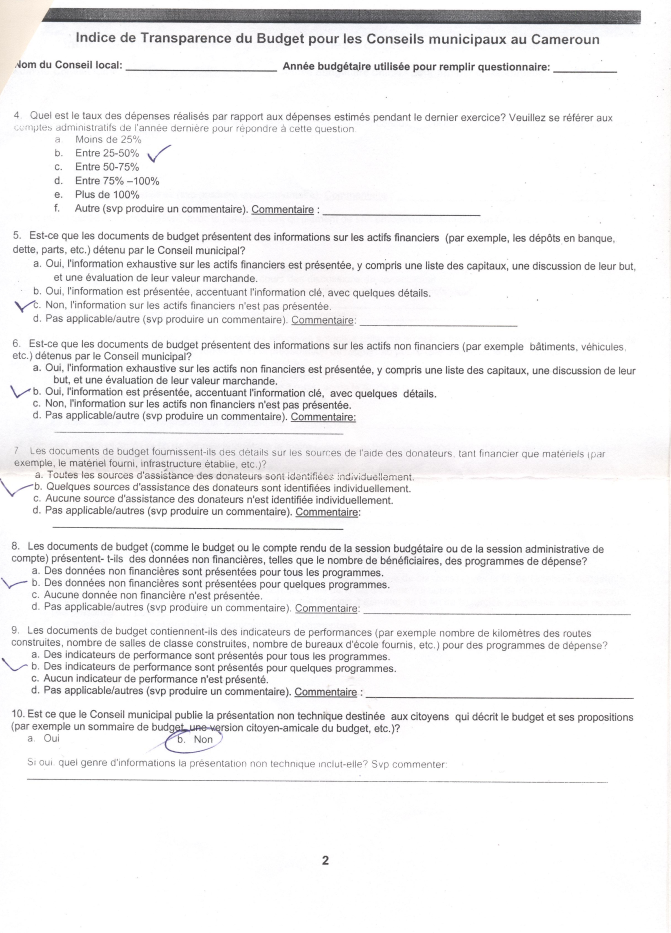 Indice de Transparence du Budget pour les Conseils municipaux au Cameroun
Nom du Conseil local: ______ Année budgétaire utilisée pour remplir questionnaire: ______
4. Quel est le taux des dépenses réalisés par rapport aux dépenses estimés pendant le dernier exercice? Veuillez se référer aux
comptes administratifs de l'année dernière pour répondre à cette question.
a Moins de 25%
b. Entre 25-50%
c. Entre 50-75%
d. Entre 75% –100%
e. Plus de 100%
f. Autre (svp produire un commentaire). Commentaire : ______
5. Est-ce que les documents de budget présentent des informations sur les actifs financiers (par exemple, les dépôts en banque,
dette, parts, etc.) détenu par le Conseil municipal?
a. Oui, l'information exhaustive sur les actifs financiers est présentée, y compris une liste des capitaux, une discussion de leur but,
et une évaluation de leur valeur marchande.
b. Oui, l'information est présentée, accentuant l'information clé, avec quelques détails.
c. Non, l'information sur les actifs financiers n'est pas présentée.
d. Pas applicable/autre (svp produire un commentaire). Commentaire: ______
6. Est-ce que les documents de budget présentent des informations sur les actifs non financiers (par exemple bâtiments, véhicules,
etc.) détenus par le Conseil municipal?
a. Oui, l'information exhaustive sur les actifs non financiers est présentée, y compris une liste des capitaux, une discussion de leur
but, et une évaluation de leur valeur marchande.
b. Oui, l'information est présentée, accentuant l'information clé, avec quelques détails.
c. Non, l'information sur les actifs non financiers n'est pas présentée.
d. Pas applicable/autre (svp produire un commentaire). Commentaire:
______
7 Les documents de budget fournissent-ils des détails sur les sources de l'aide des donateurs, tant financier que matériels (par
exemple, le matériel fourni, infrastructure établie, etc.)?
a. Toutes les sources d'assistance des donateurs sont identifiées individuellement.
b. Quelques sources d'assistance des donateurs sont identifiées individuellement.
c. Aucune source d'assistance des donateurs n'est identifiée individuellement.
d. Pas applicable/autres (svp produire un commentaire). Commentaire:
______
8. Les documents de budget (comme le budget ou le compte rendu de la session budgétaire ou de la session administrative de
compte) présentent- t-ils des données non financières, telles que le nombre de bénéficiaires, des programmes de dépense?
a. Des données non financières sont présentées pour tous les programmes.
b. Des données non financières sont présentées pour quelques programmes.
c. Aucune donnée non financière n'est présentée.
d. Pas applicable/autres (svp produire un commentaire). Commentaire: ______
9. Les documents de budget contiennent-ils des indicateurs de performances (par exemple nombre de kilomètres des routes
construites, nombre de salles de classe construites, nombre de bureaux d'école fournis, etc.) pour des programmes de dépense?
a. Des indicateurs de performance sont présentés pour tous les programmes.
b. Des indicateurs de performance sont présentés pour quelques programmes.
c. Aucun indicateur de performance n'est présenté.
d. Pas applicable/autres (svp produire un commentaire). Commentaire : ______
10. Est ce que le Conseil municipal publie la présentation non technique destinée aux citoyens qui décrit le budget et ses propositions
(par exemple un sommaire de budget, une version citoyen-amicale du budget, etc.)?
a. Oui b. Non
Si oui quel genre d'informations la présentation non technique inclut-elle? Svp commenter:
______
2